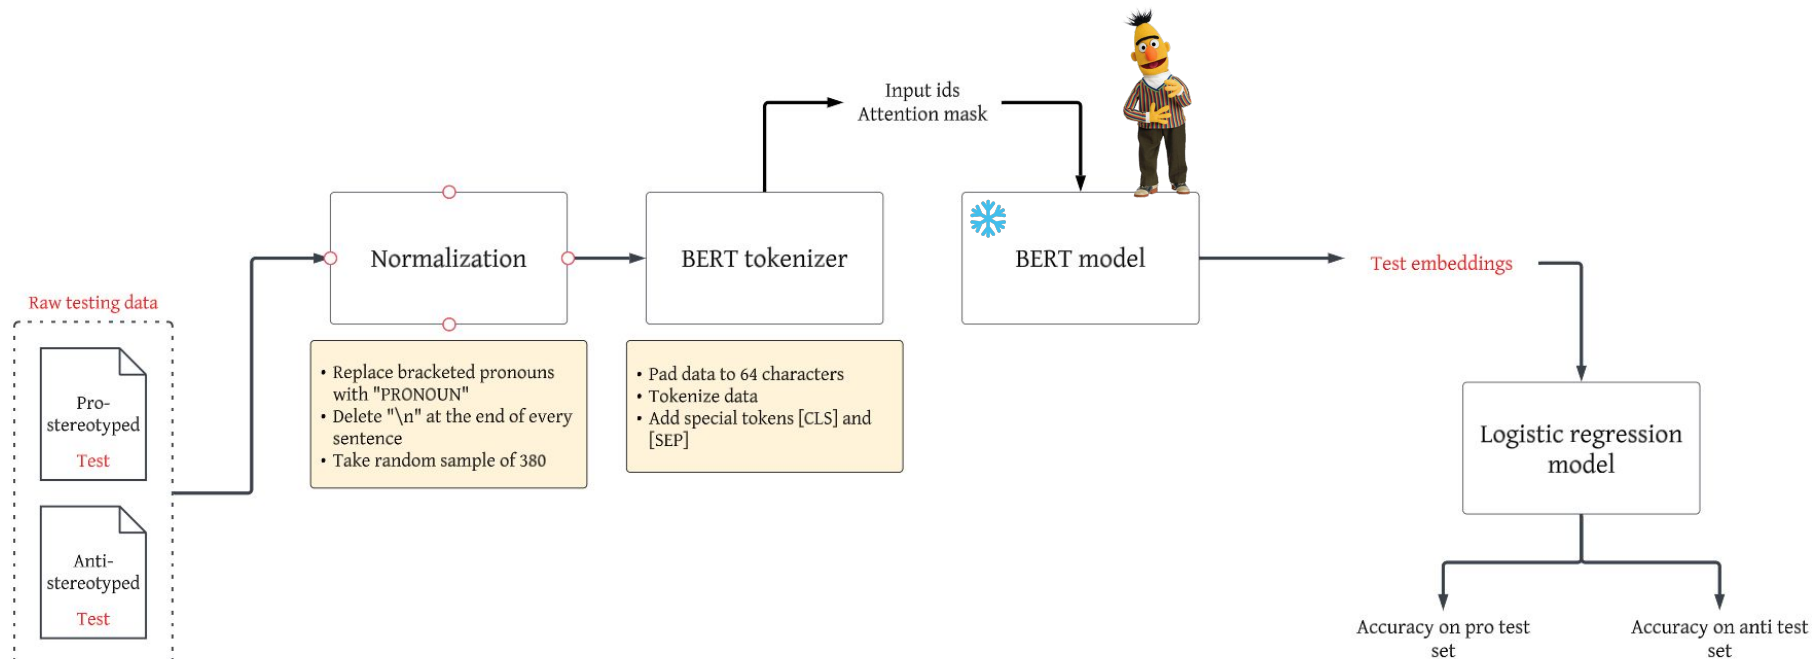 Raw testing data
Pro-
stereotyped
Test
Anti-
stereotyped
Test
Normalization
• Replace bracketed pronouns
with "PRONOUN"
• Delete "\n" at the end of every
sentence
• Take random sample of 380
BERT tokenizer
• Pad data to 64 characters
• Tokenize data
• Add special tokens [CLS] and
[SEP]
Input ids
Attention mask
BERT model
Test embeddings
Logistic regression
model
Accuracy on pro test
set
Accuracy on anti test
set